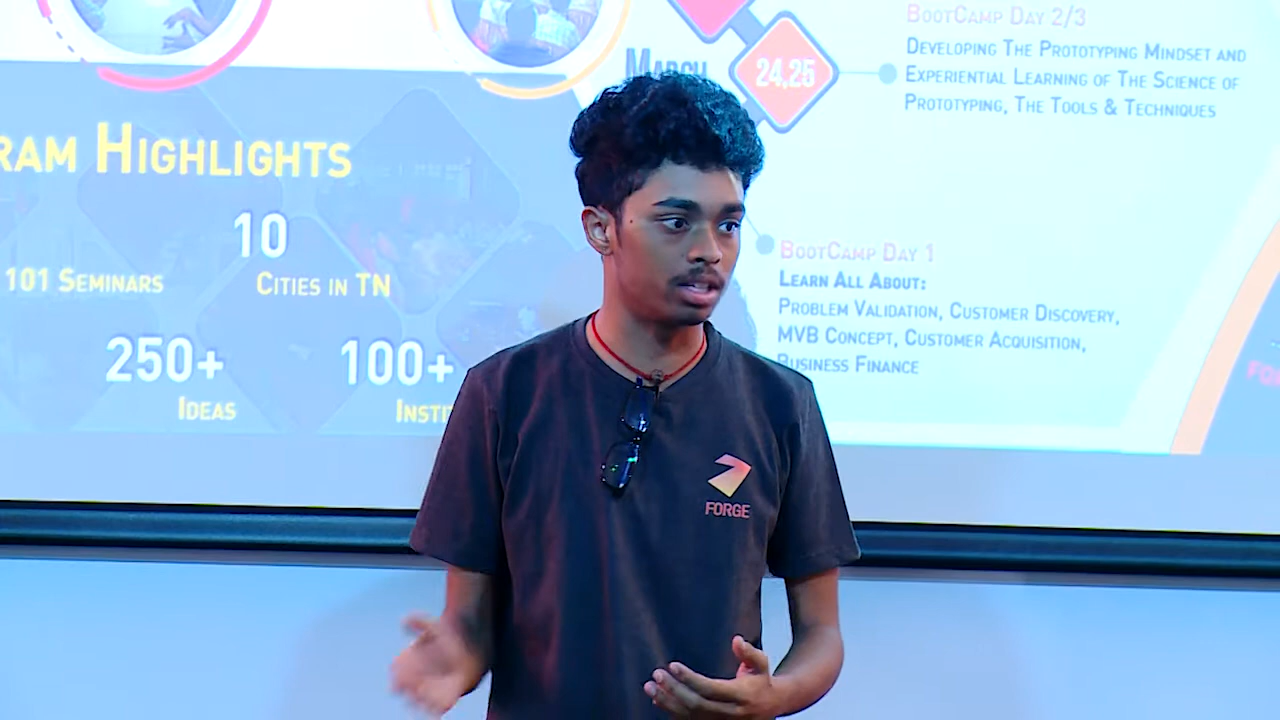 BootCamp Day 2/3
Developing The Prototyping Mindset and
Experiential Learning of The Science of
Prototyping, The Tools & Techniques
March
24,25
RAM Highlights
10
Cities in TN
101 Seminars
250+
Ideas
100+
BootCamp Day 1
Learn All About:
Problem Validation, Customer Discovery,
MVB Concept, Customer Acquisition,
Business Finance
FORGE